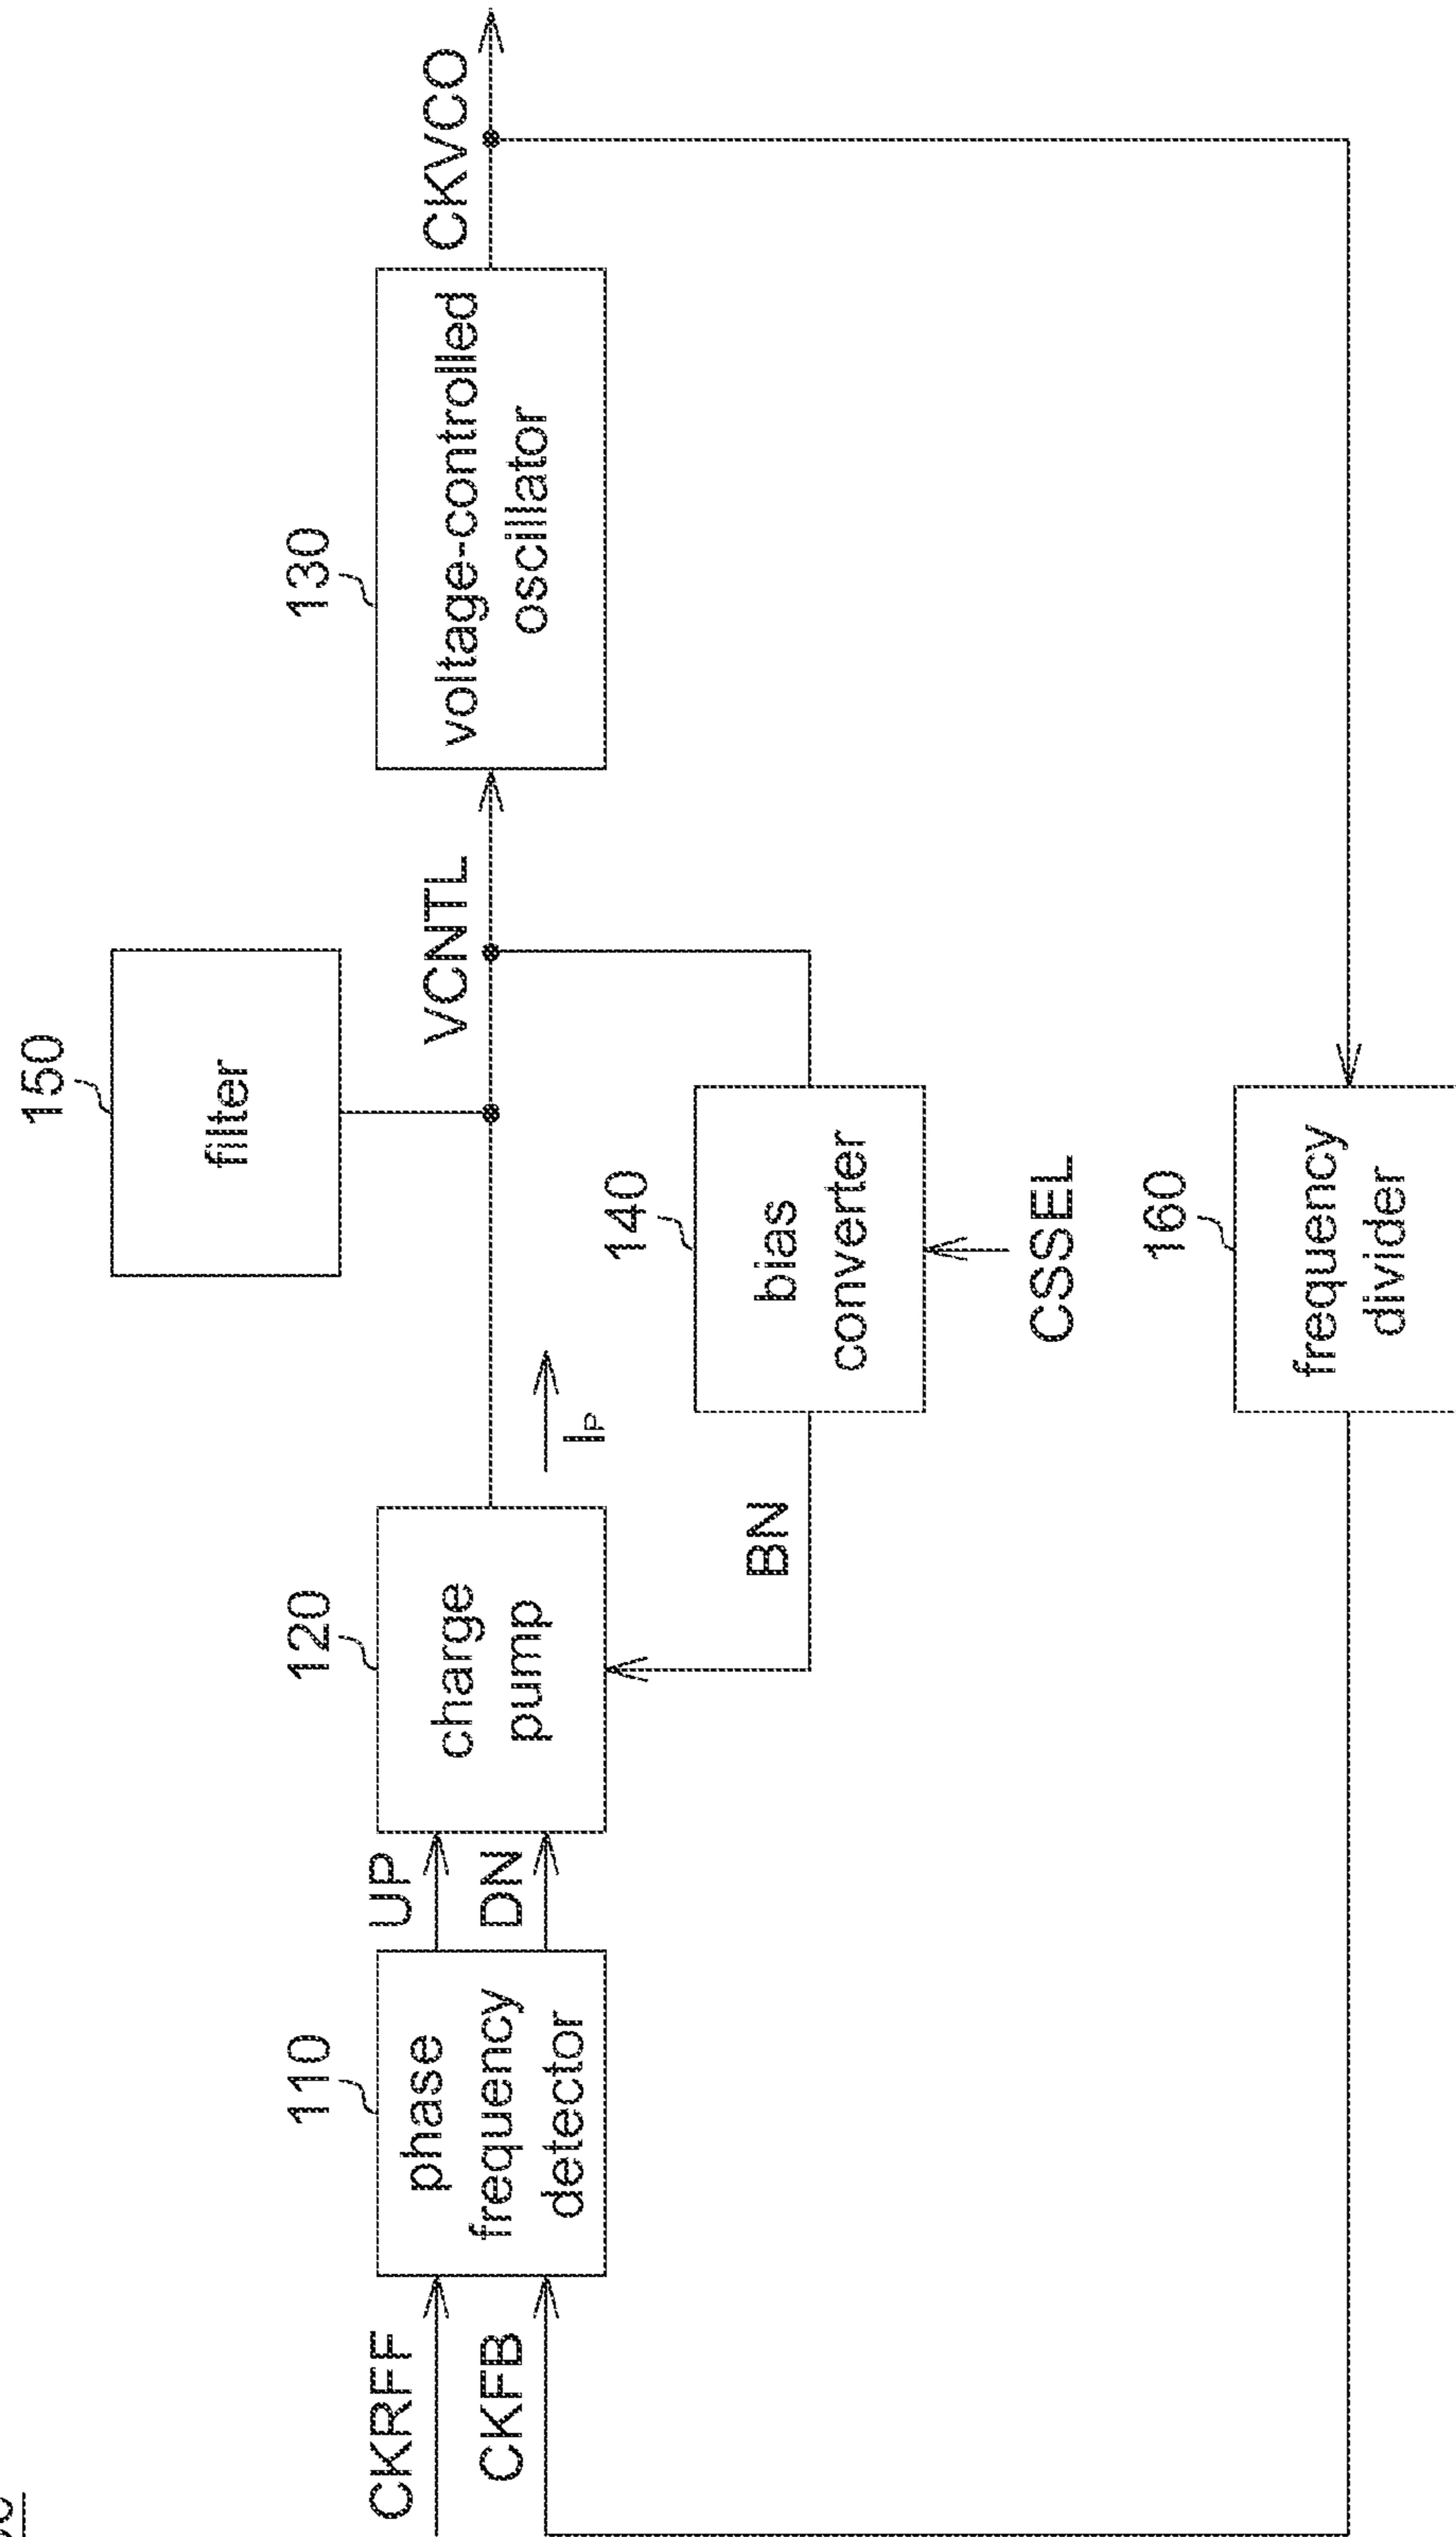 150
filter
110
phase
frequency
detector
CKRFF
CKFB
UP
DN
120
charge
pump
IP
VCNTL
130
voltage-controlled
oscillator
CKVCO
BN
140
bias
converter
CSSEL
160
frequency
divider